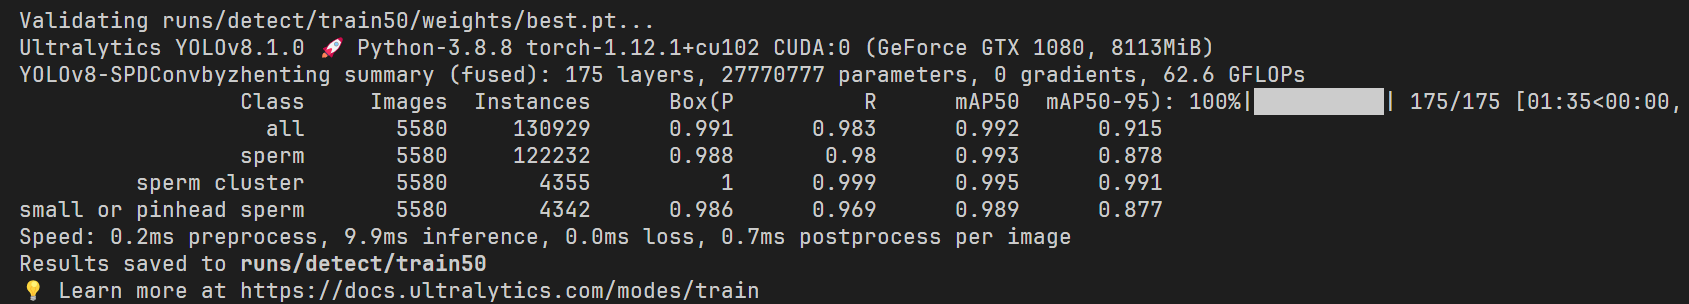 Validating runs/detect/train50/weights/best.pt...
Ultralytics YOLOv8.1.0 🚀 Python-3.8.8 torch-1.12.1+cu102 CUDA:0 (GeForce GTX 1080, 8113MiB)
YOLOv8-SPDConvbyzhenting summary (fused): 175 layers, 27770777 parameters, 0 gradients, 62.6 GFLOPs
Class Images Instances Box(P R mAP50 mAP50-95): 100%|██████████| 175/175 [01:35<00:00,
all 5580 130929 0.991 0.983 0.992 0.915
sperm 5580 122232 0.988 0.98 0.993 0.878
sperm cluster 5580 4355 1 0.999 0.995 0.991
small or pinhead sperm 5580 4342 0.986 0.969 0.989 0.877
Speed: 0.2ms preprocess, 9.9ms inference, 0.0ms loss, 0.7ms postprocess per image
Results saved to runs/detect/train50
💡 Learn more at https://docs.ultralytics.com/modes/train